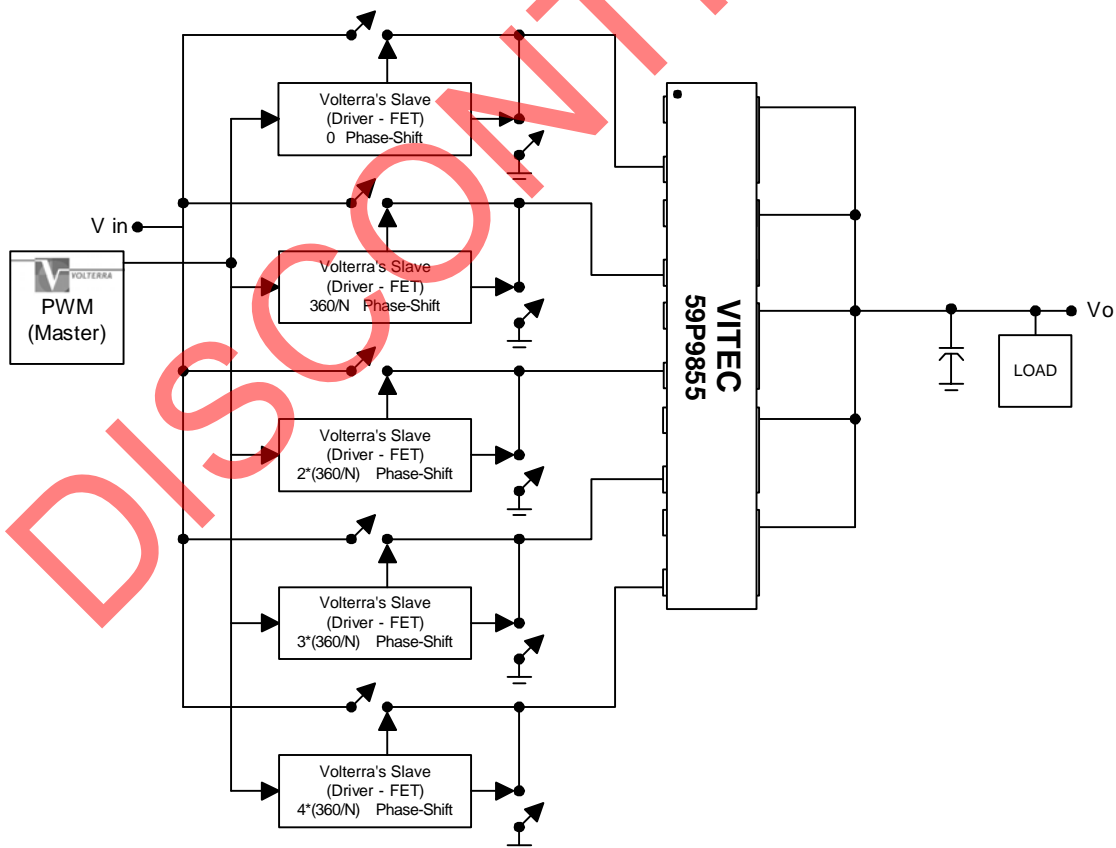 DISCONT
Volterra's Slave
(Driver - FET)
0 Phase-Shift
V in
VOLTERRA
PWM
(Master)
Volterra's Slave
(Driver - FET)
360/N Phase-Shift
Volterra's Slave
(Driver - FET)
2*(360/N) Phase-Shift
Volterra's Slave
(Driver - FET)
3*(360/N) Phase-Shift
Volterra's Slave
(Driver - FET)
4*(360/N) Phase-Shift
VITEC
59P9855
Vo
LOAD